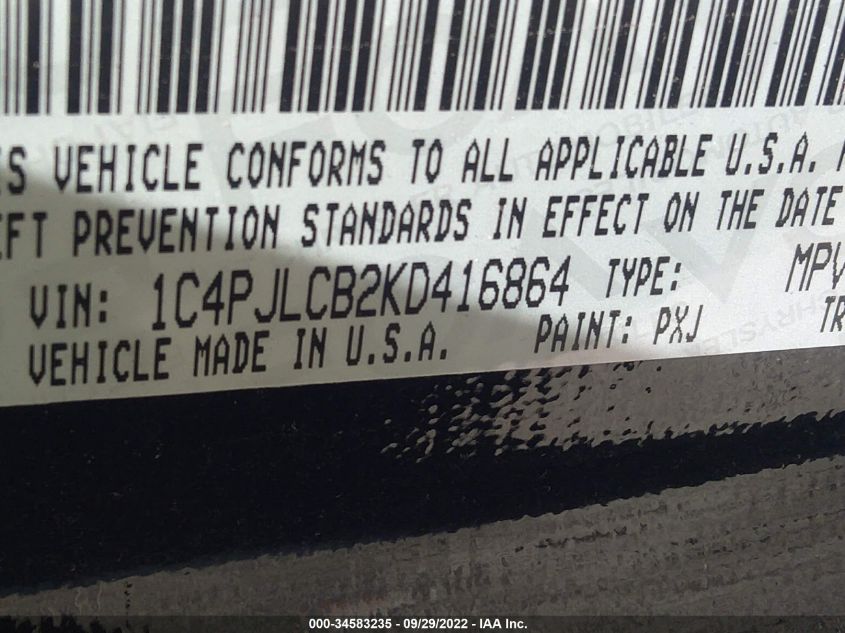 VEHICLE CONFORMS TO ALL APPLICABLE U.S.A.
PREVENTION STANDARDS IN EFFECT ON THE DATE
VIN: 1C4PJLCB2KD416864 TYPE: MPV
VEHICLE MADE IN U.S.A. PAINT: PXJ TR
000-34583235 - 09/29/2022 - IAA Inc.